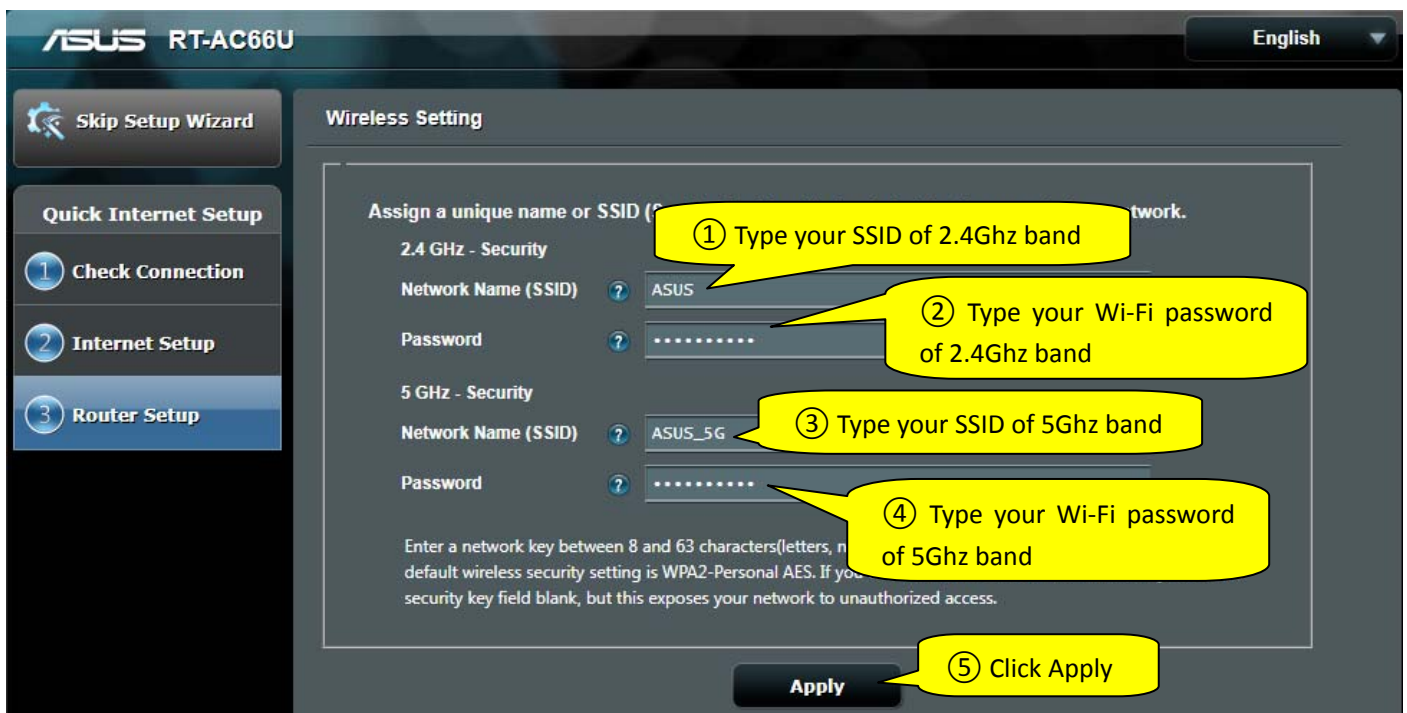 ASUS RT-AC66U
English
Skip Setup Wizard
Wireless Setting
Quick Internet Setup
1 Check Connection
2 Internet Setup
3 Router Setup
Assign a unique name or SSID ( twork.
① Type your SSID of 2.4Ghz band
2.4 GHz - Security
Network Name (SSID) ? ASUS
② Type your Wi-Fi password
of 2.4Ghz band
Password ? ••••••••••
5 GHz - Security
Network Name (SSID) ? ASUS_5G
③ Type your SSID of 5Ghz band
Password ? ••••••••••
④ Type your Wi-Fi password
of 5Ghz band
Enter a network key between 8 and 63 characters(letters,
default wireless security setting is WPA2-Personal AES. If
security key field blank, but this exposes your network to unauthorized access.
Apply
⑤ Click Apply